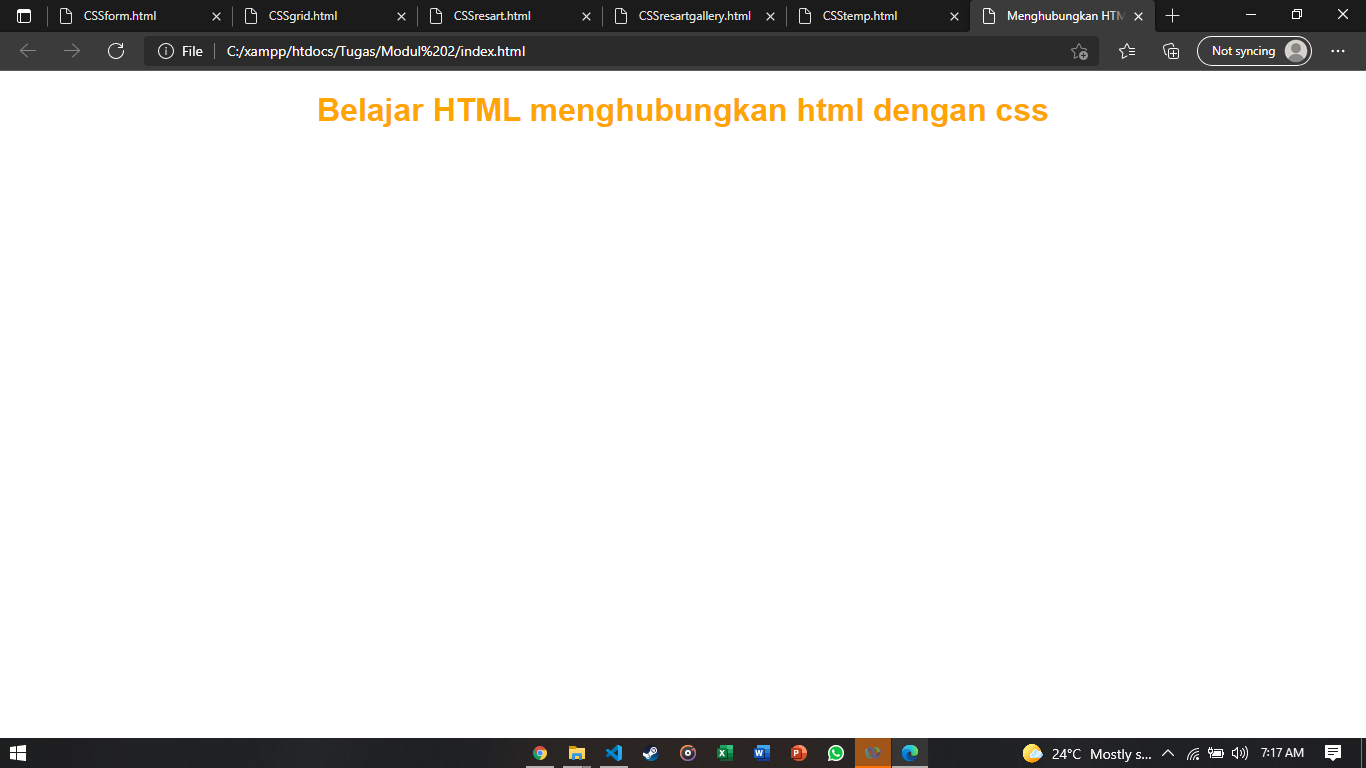 CSSform.html
CSSgrid.html
CSSresart.html
CSSresartgallery.html
CSStemp.html
Menghubungkan HTM
File
C:/xampp/htdocs/Tugas/Modul%202/index.html
Not syncing
Belajar HTML menghubungkan html dengan css
24°C Mostly s...
7:17 AM